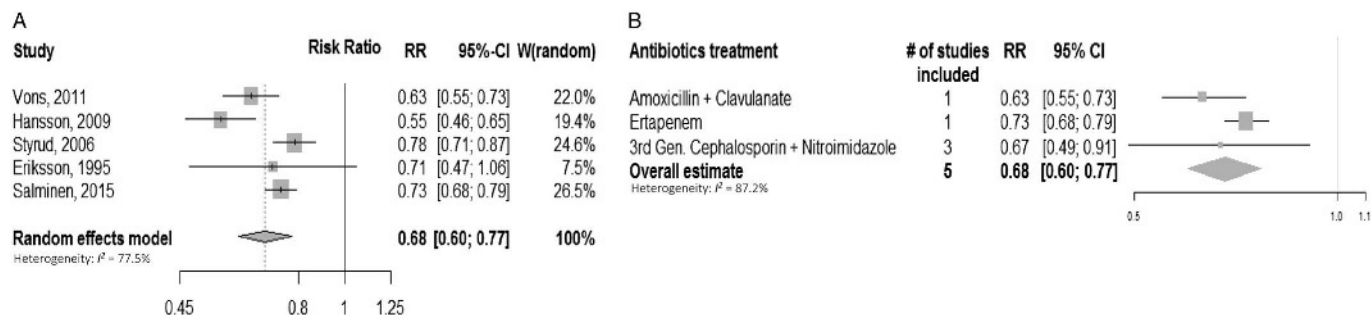 A
Study Risk Ratio RR 95%-CI W(random)
Vons, 2011 0.63 [0.55; 0.73] 22.0%
Hansson, 2009 0.55 [0.46; 0.65] 19.4%
Styrud, 2006 0.78 [0.71; 0.87] 24.6%
Eriksson, 1995 0.71 [0.47; 1.06] 7.5%
Salminen, 2015 0.73 [0.68; 0.79] 26.5%
Random effects model 0.68 [0.60; 0.77] 100%
Heterogeneity: I² = 77.5%
0.45 0.8 1 1.25
B
Antibiotics treatment # of studies included RR 95% CI
Amoxicillin + Clavulanate 1 0.63 [0.55; 0.73]
Ertapenem 1 0.73 [0.68; 0.79]
3rd Gen. Cephalosporin + Nitroimidazole 3 0.67 [0.49; 0.91]
Overall estimate 5 0.68 [0.60; 0.77]
Heterogeneity: I² = 87.2%
0.5 1.0 1.1